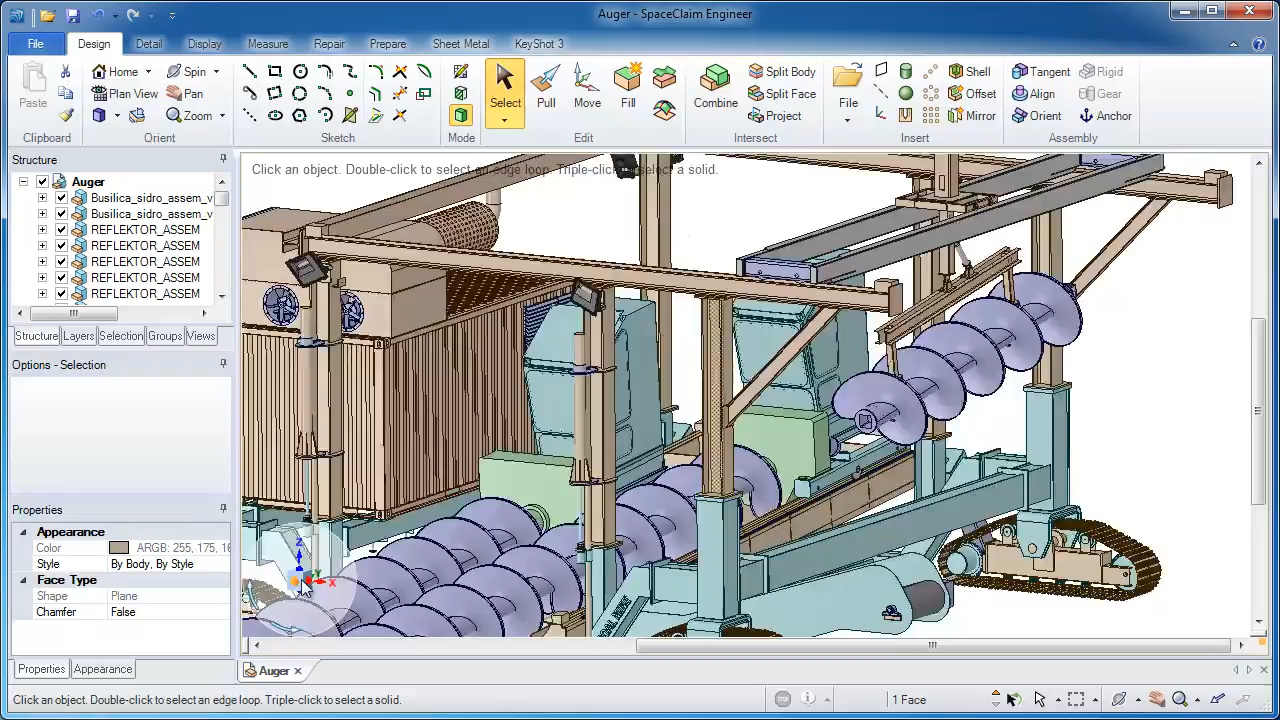 Auger - SpaceClaim Engineer
File Design Detail Display Measure Repair Prepare Sheet Metal KeyShot 3
Home Spin Split Body Shell Tangent Rigid
Plan View Pan Split Face Offset Align Gear
Paste Zoom Select Pull Move Fill Combine Project File Mirror Orient Anchor
Clipboard Orient Sketch Mode Edit Intersect Insert Assembly
Structure
Click an object. Double-click to select an edge loop. Triple-click to select a solid.
Auger
Busilica_sidro_assem_v
Busilica_sidro_assem_v
REFLEKTOR_ASSEM
REFLEKTOR_ASSEM
REFLEKTOR_ASSEM
REFLEKTOR_ASSEM
REFLEKTOR_ASSEM
Structure Layers Selection Groups Views
Options - Selection
Properties
Appearance
Color ARGB: 255, 175, 16
Style By Body, By Style
Face Type
Shape Plane
Chamfer False
Z
Y
X
Properties Appearance
Auger
Click an object. Double-click to select an edge loop. Triple-click to select a solid.
1 Face